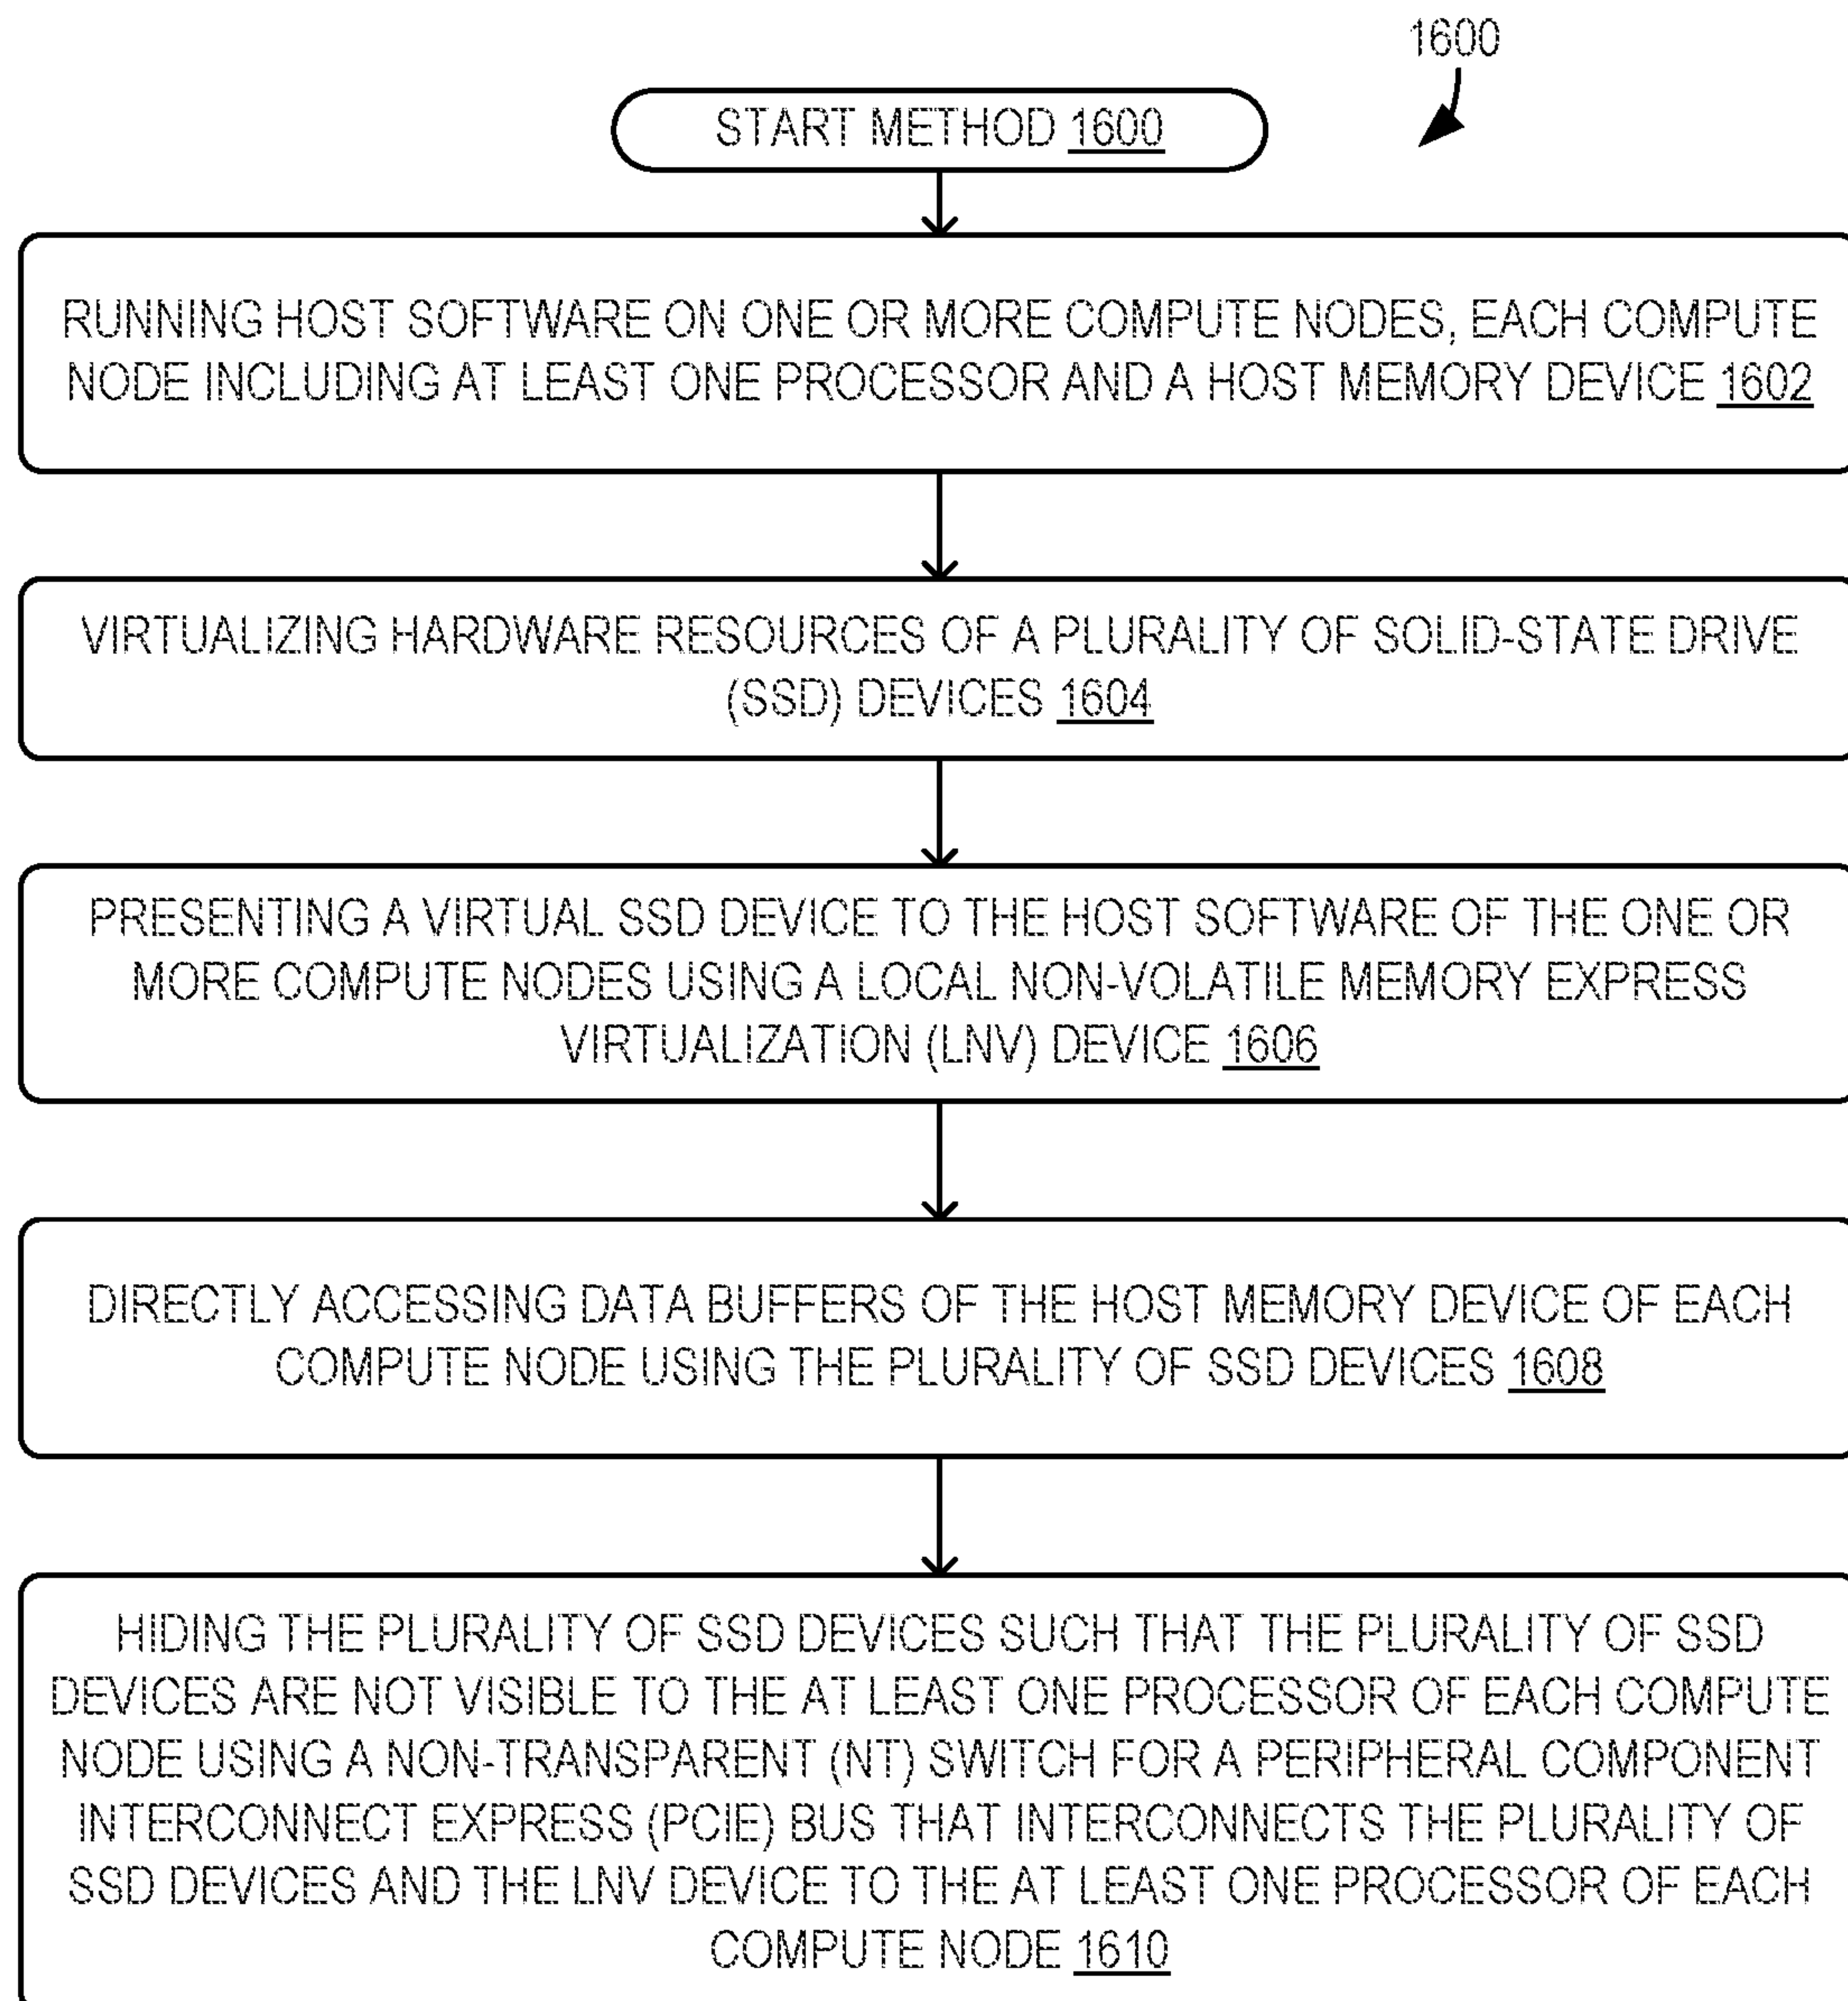 1600
START METHOD 1600
RUNNING HOST SOFTWARE ON ONE OR MORE COMPUTE NODES, EACH COMPUTE
NODE INCLUDING AT LEAST ONE PROCESSOR AND A HOST MEMORY DEVICE 1602
VIRTUALIZING HARDWARE RESOURCES OF A PLURALITY OF SOLID-STATE DRIVE
(SSD) DEVICES 1604
PRESENTING A VIRTUAL SSD DEVICE TO THE HOST SOFTWARE OF THE ONE OR
MORE COMPUTE NODES USING A LOCAL NON-VOLATILE MEMORY EXPRESS
VIRTUALIZATION (LNV) DEVICE 1606
DIRECTLY ACCESSING DATA BUFFERS OF THE HOST MEMORY DEVICE OF EACH
COMPUTE NODE USING THE PLURALITY OF SSD DEVICES 1608
HIDING THE PLURALITY OF SSD DEVICES SUCH THAT THE PLURALITY OF SSD
DEVICES ARE NOT VISIBLE TO THE AT LEAST ONE PROCESSOR OF EACH COMPUTE
NODE USING A NON-TRANSPARENT (NT) SWITCH FOR A PERIPHERAL COMPONENT
INTERCONNECT EXPRESS (PCIE) BUS THAT INTERCONNECTS THE PLURALITY OF
SSD DEVICES AND THE LNV DEVICE TO THE AT LEAST ONE PROCESSOR OF EACH
COMPUTE NODE 1610